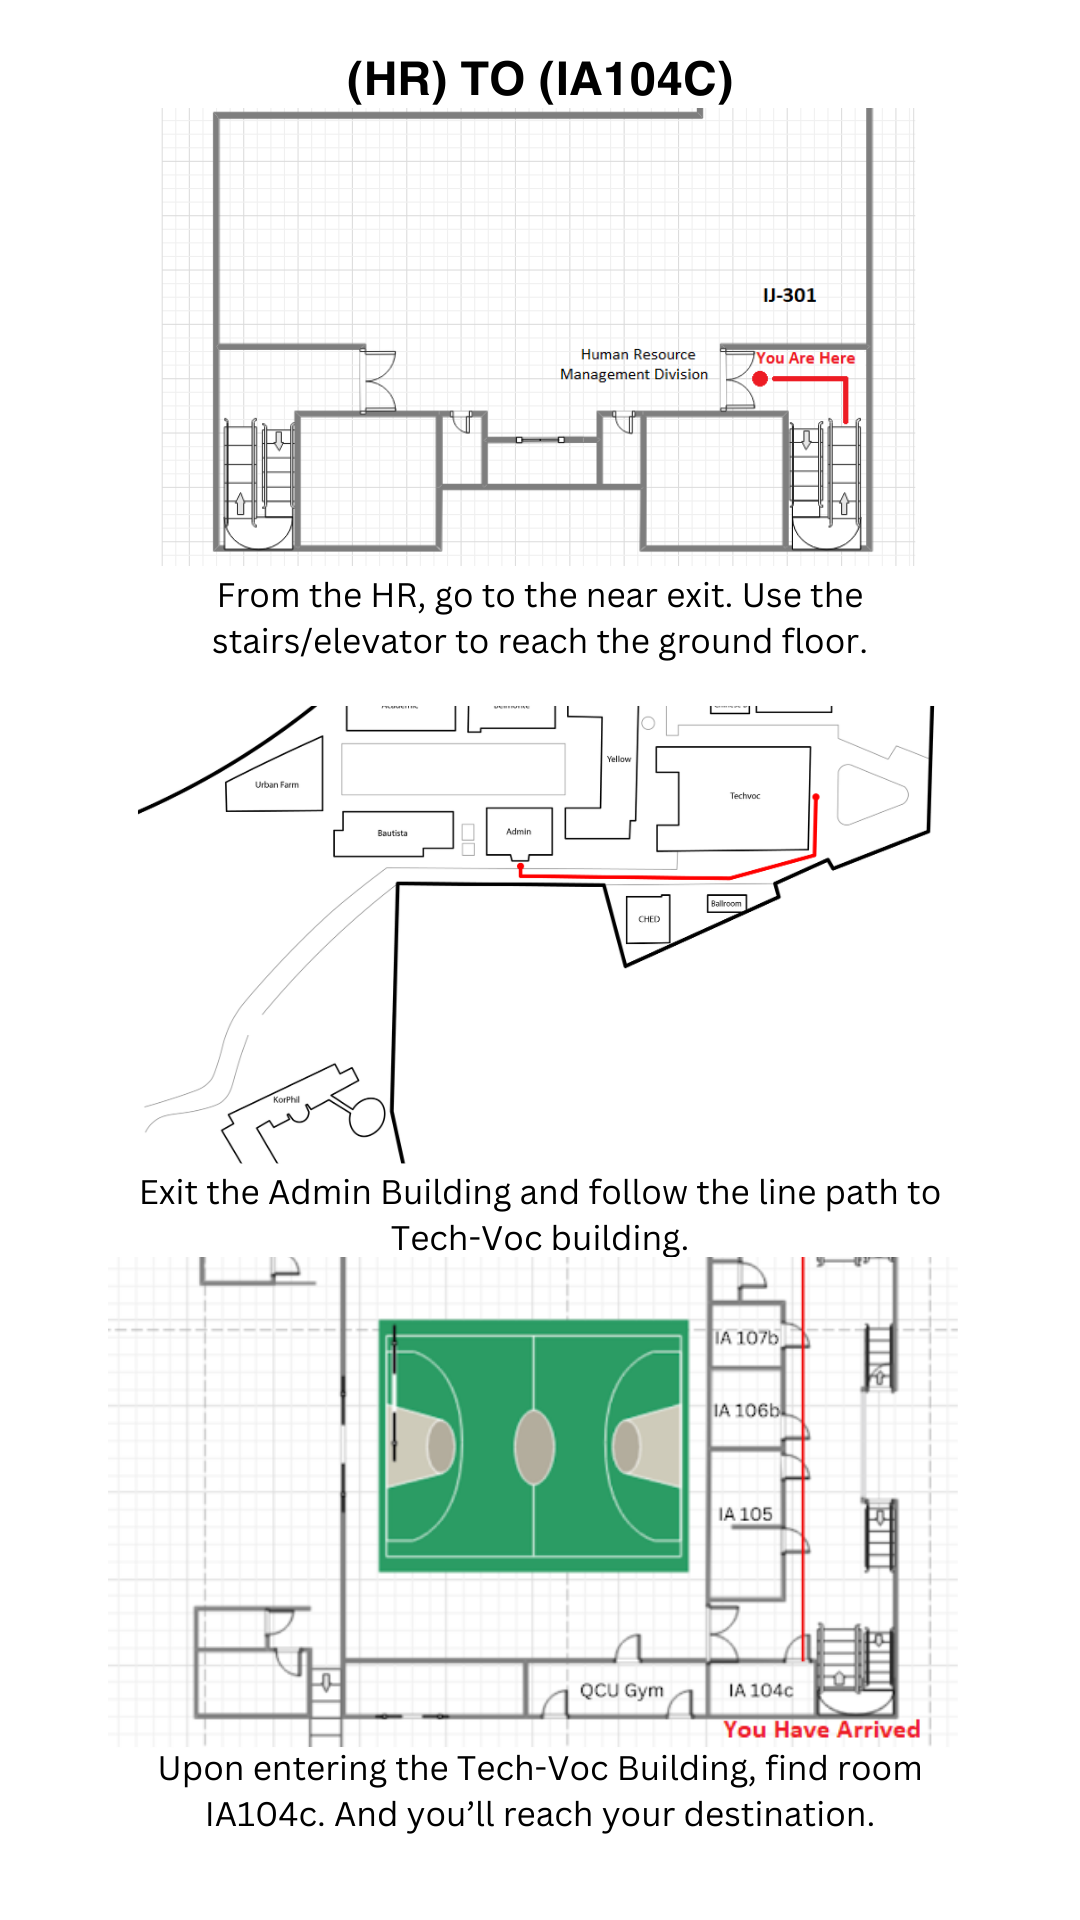 (HR) TO (IA104C)
IJ-301
Human Resource
Management Division
You Are Here
From the HR, go to the near exit. Use the
stairs/elevator to reach the ground floor.
Academic
Belmonte
Yellow
Urban Farm
Techvoc
Bautista
Admin
CHED
Ballroom
KorPhil
Exit the Admin Building and follow the line path to
Tech-Voc building.
IA 107b
IA 106b
IA 105
QCU Gym
IA 104c
You Have Arrived
Upon entering the Tech-Voc Building, find room
IA104c. And you’ll reach your destination.